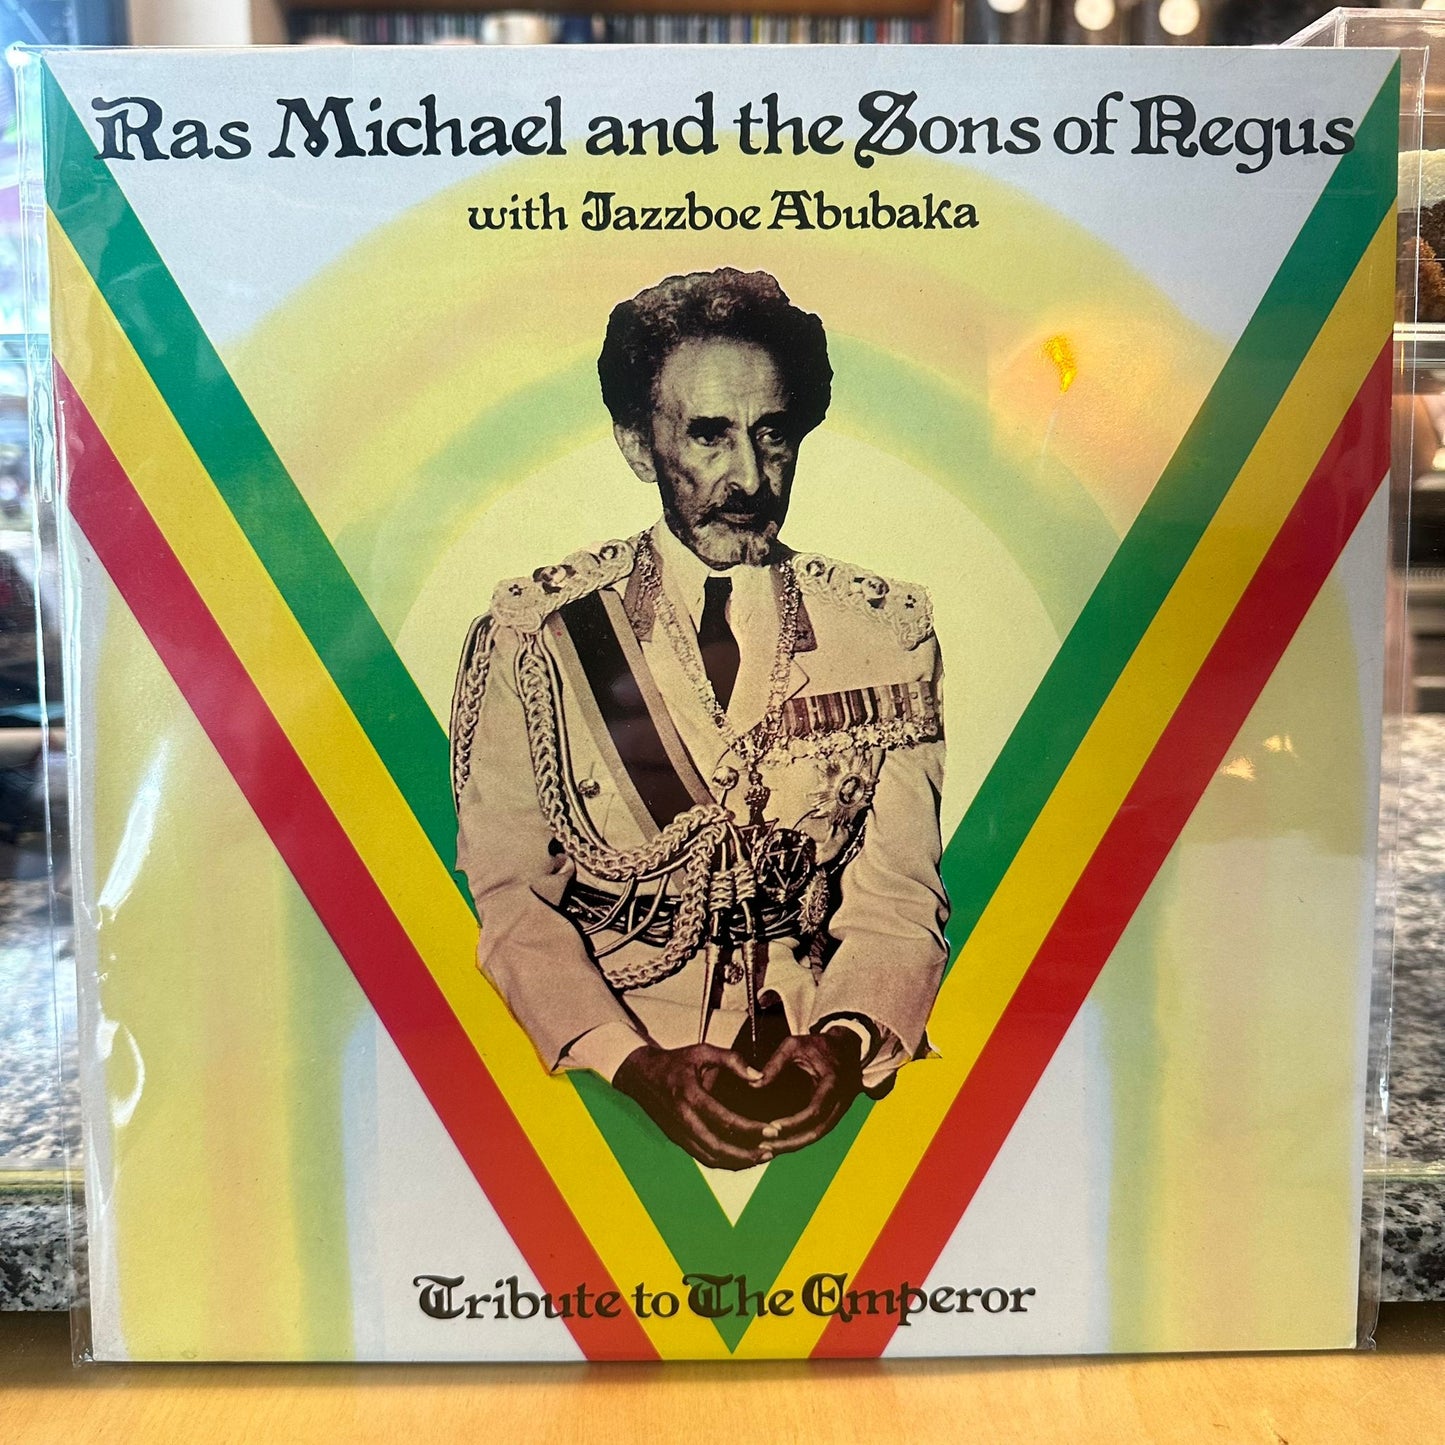 Ras Michael and the Sons of Negus
with Jazzboe Abubaka
Tribute to The Emperor